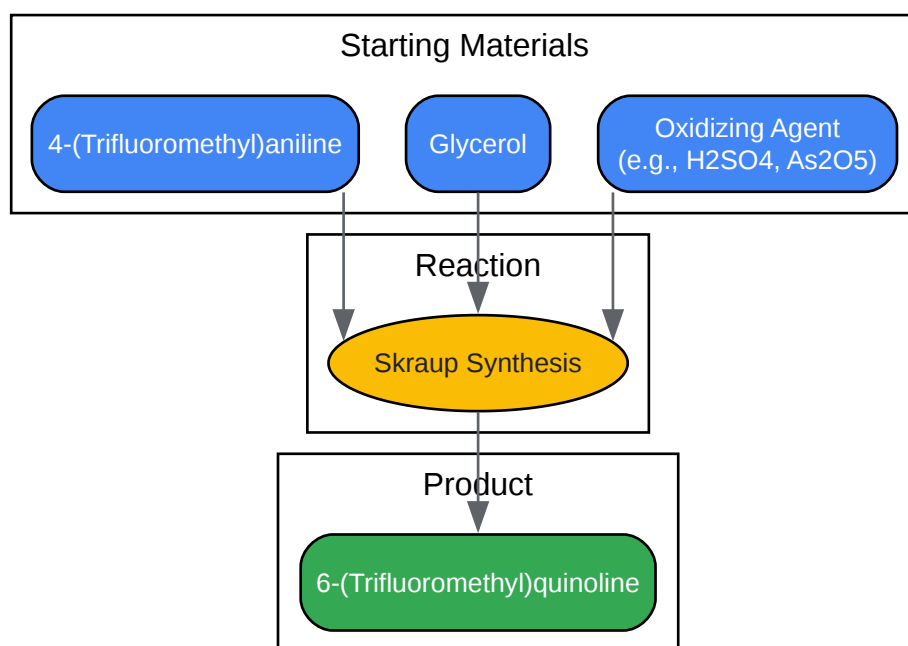 Starting Materials
4-(Trifluoromethyl)aniline
Glycerol
Oxidizing Agent
(e.g., H2SO4, As2O5)
Reaction
Skraup Synthesis
Product
6-(Trifluoromethyl)quinoline